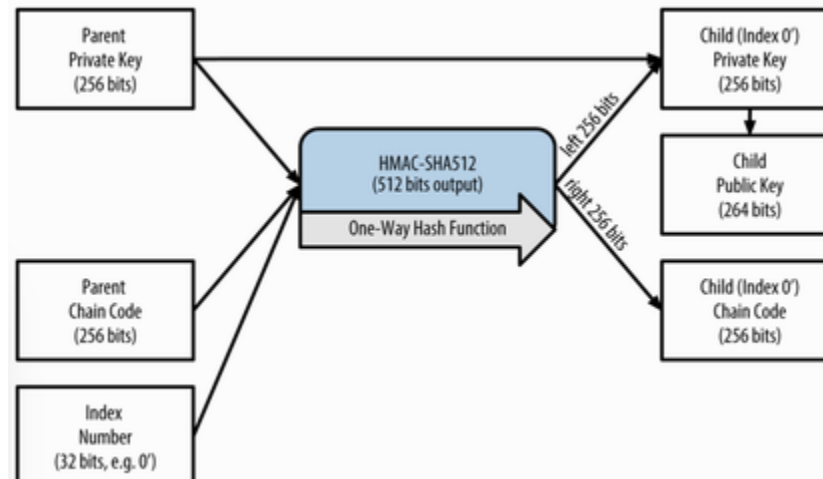 Parent
Private Key
(256 bits)
Child (Index 0’)
Private Key
(256 bits)
left 256 bits
HMAC-SHA512
(512 bits output)
One-Way Hash Function
right 256 bits
Child
Public Key
(264 bits)
Parent
Chain Code
(256 bits)
Child (Index 0’)
Chain Code
(256 bits)
Index
Number
(32 bits, e.g. 0’)